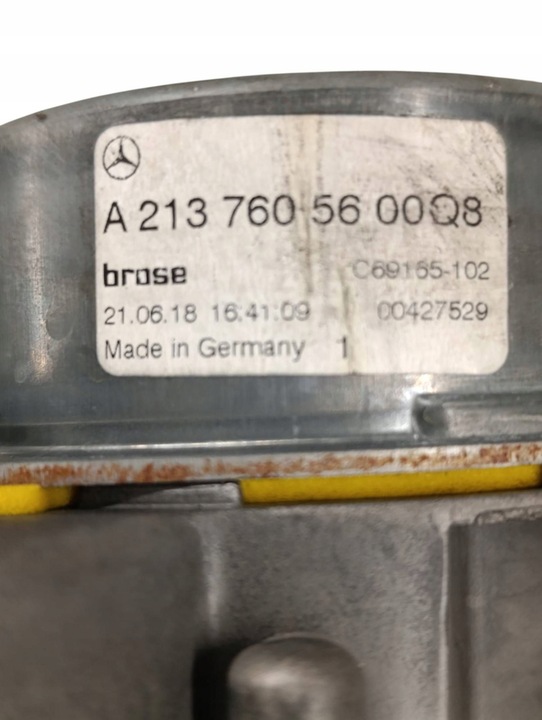 A 213 760 56 00Q8
brose C69165-102
21.06.18 16:41:09 00427529
Made in Germany 1